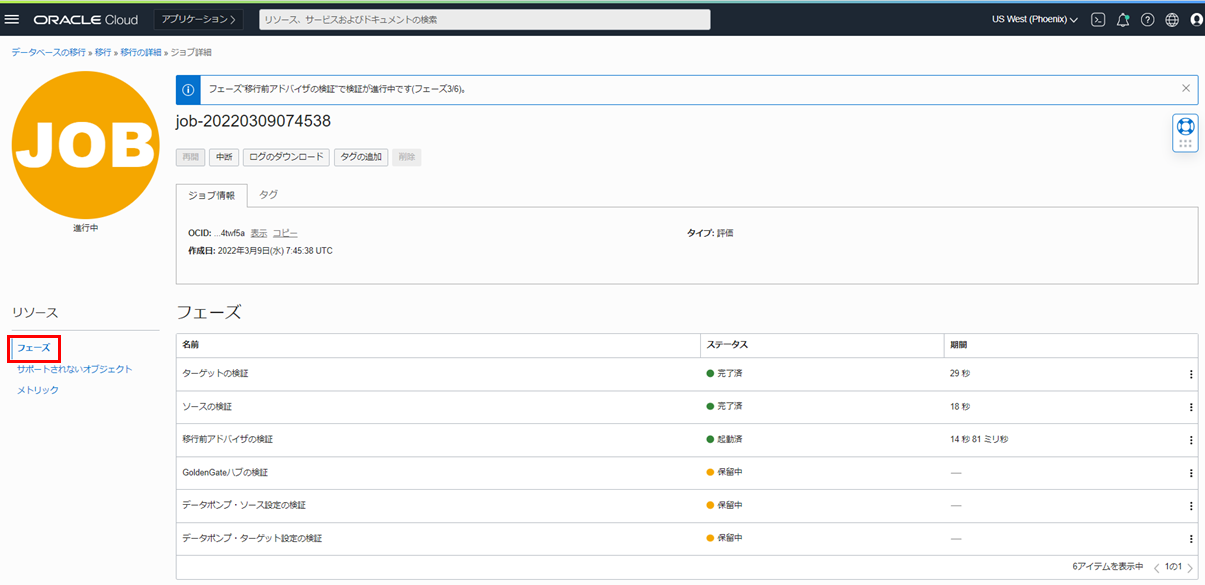 ORACLE Cloud アプリケーション リソース、サービスおよびドキュメントの検索 US West (Phoenix)
データベースの移行 » 移行 » 移行の詳細 » ジョブ詳細
フェーズ"移行前アドバイザの検証"で検証が進行中です(フェーズ3/6)。
JOB
進行中
job-20220309074538
再開 中断 ログのダウンロード タグの追加 削除
ジョブ情報 タグ
OCID: ...4twf5a 表示 コピー
タイプ: 評価
作成日: 2022年3月9日(水) 7:45:38 UTC
リソース
フェーズ
サポートされないオブジェクト
メトリック
フェーズ
名前 ステータス 期間
ターゲットの検証 完了済 29 秒
ソースの検証 完了済 18 秒
移行前アドバイザの検証 起動済 14 秒 81 ミリ秒
GoldenGateハブの検証 保留中 —
データポンプ・ソース設定の検証 保留中 —
データポンプ・ターゲット設定の検証 保留中 —
6アイテムを表示中 < 1の1 >